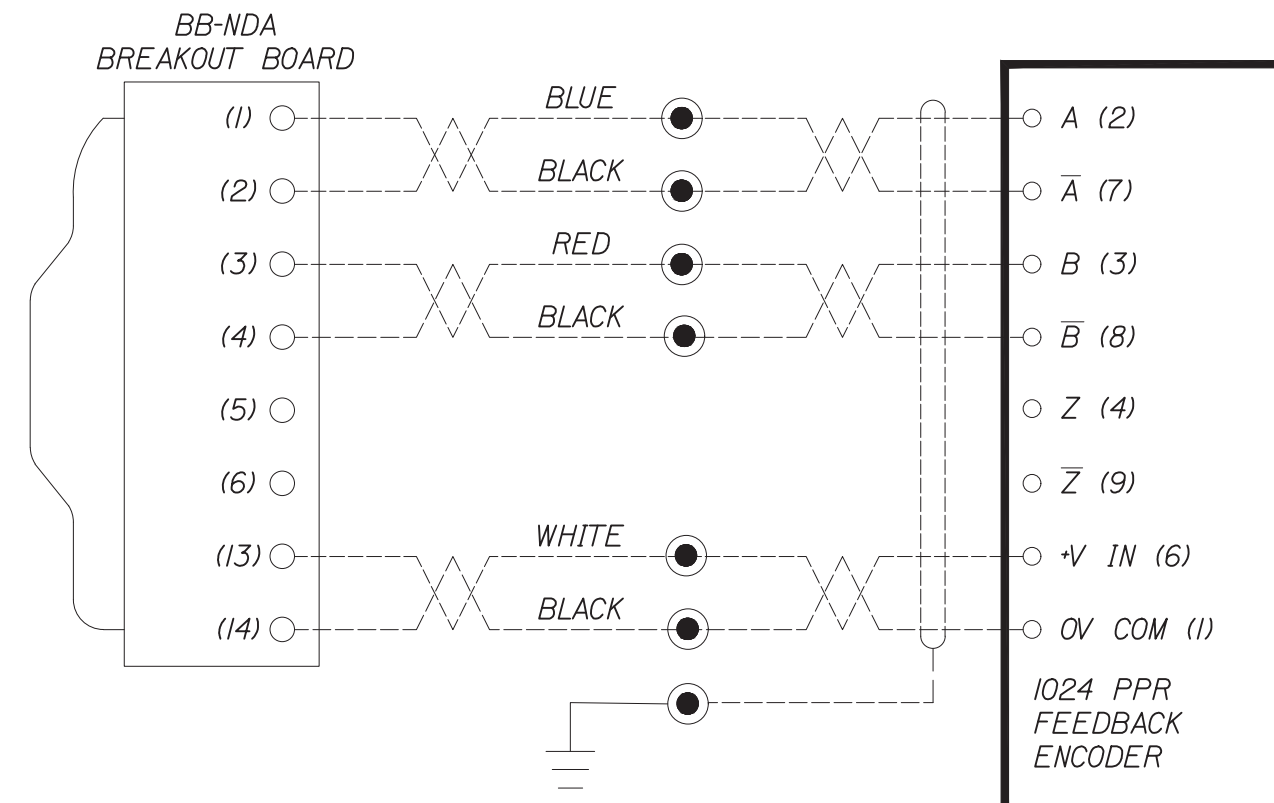 BB-NDA
BREAKOUT BOARD
(1) BLUE A (2)
(2) BLACK A̅ (7)
(3) RED B (3)
(4) BLACK B̅ (8)
(5) Z (4)
(6) Z̅ (9)
(13) WHITE +V IN (6)
(14) BLACK 0V COM (1)
1024 PPR
FEEDBACK
ENCODER